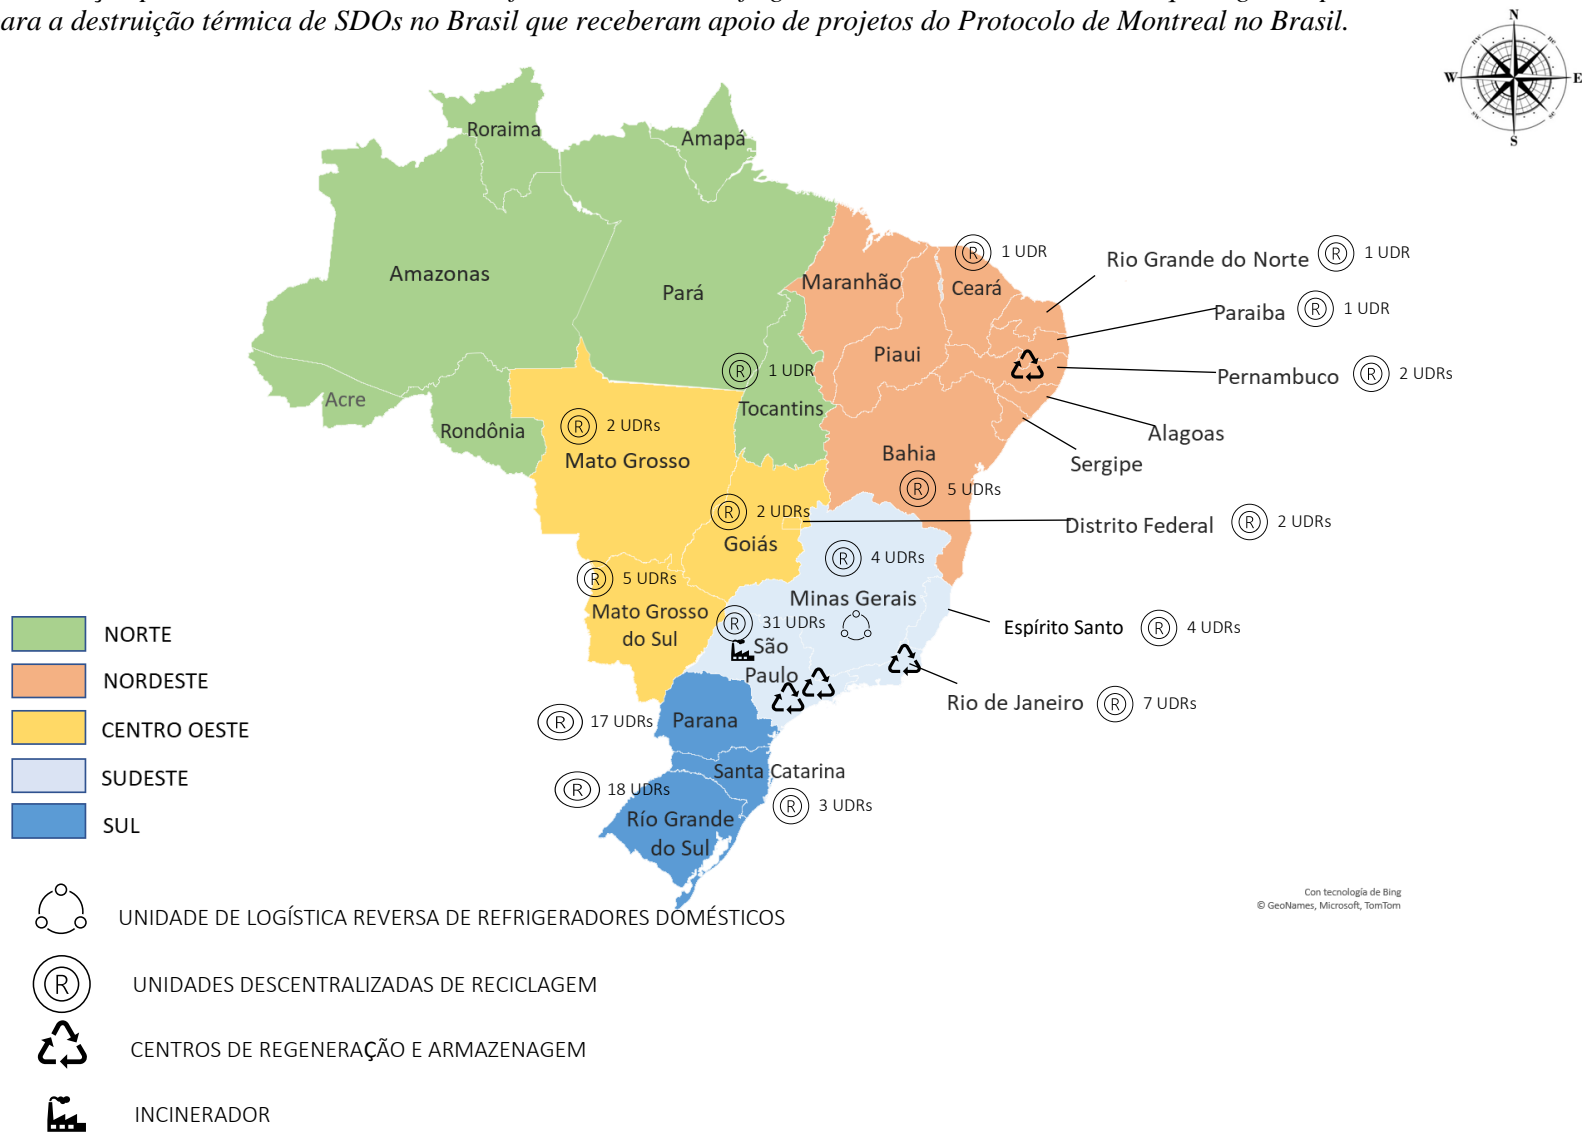 ara a destruição térmica de SDOs no Brasil que receberam apoio de projetos do Protocolo de Montreal no Brasil.
N
W E
S
Roraima
Amapá
Amazonas
Pará
Maranhão
Ceará
R 1 UDR
Rio Grande do Norte R 1 UDR
Paraiba R 1 UDR
Piaui
Pernambuco R 2 UDRs
R 1 UDR
Tocantins
Acre
Rondônia
R 2 UDRs
Mato Grosso
Alagoas
Sergipe
Bahia
R 5 UDRs
R 2 UDRs
Goiás
Distrito Federal R 2 UDRs
R 4 UDRs
Minas Gerais
R 5 UDRs
Mato Grosso
do Sul
R 31 UDRs
São
Paulo
Espírito Santo R 4 UDRs
Rio de Janeiro R 7 UDRs
R 17 UDRs
Parana
Santa Catarina
R 3 UDRs
R 18 UDRs
Río Grande
do Sul
NORTE
NORDESTE
CENTRO OESTE
SUDESTE
SUL
Con tecnología de Bing
© GeoNames, Microsoft, TomTom
UNIDADE DE LOGÍSTICA REVERSA DE REFRIGERADORES DOMÉSTICOS
R UNIDADES DESCENTRALIZADAS DE RECICLAGEM
CENTROS DE REGENERAÇÃO E ARMAZENAGEM
INCINERADOR